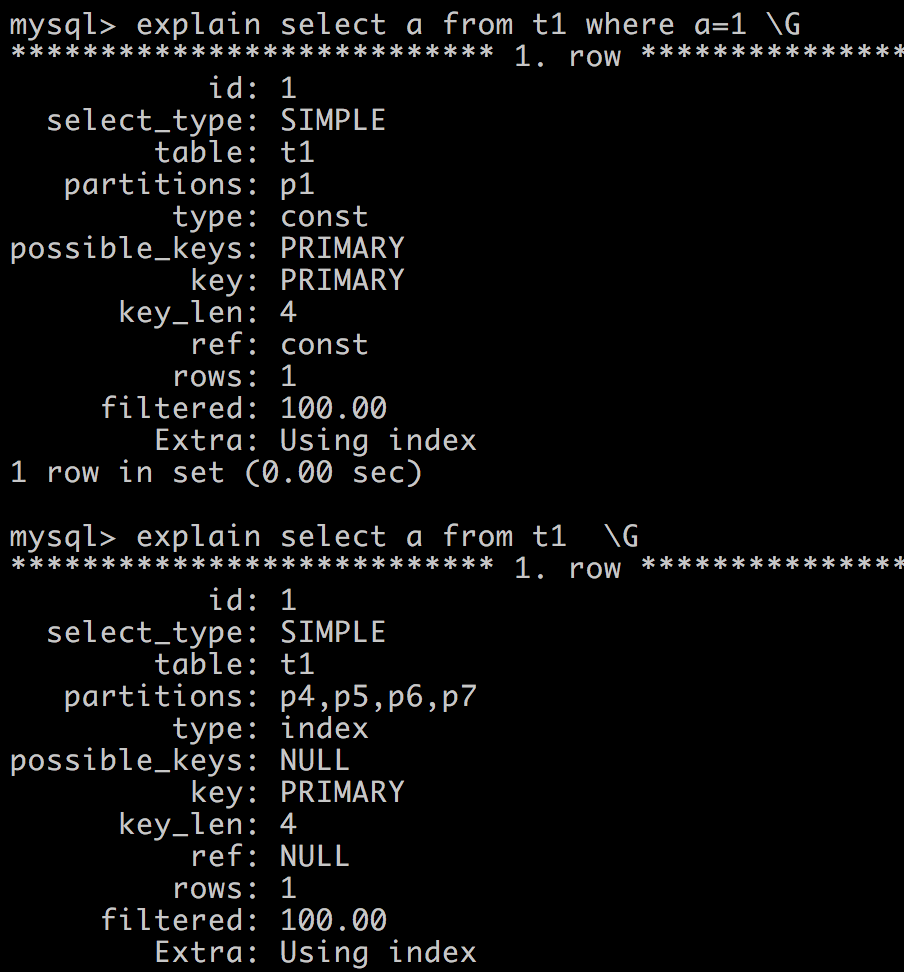 mysql> explain select a from t1 where a=1 \G
*************************** 1. row ***************
id: 1
select_type: SIMPLE
table: t1
partitions: p1
type: const
possible_keys: PRIMARY
key: PRIMARY
key_len: 4
ref: const
rows: 1
filtered: 100.00
Extra: Using index
1 row in set (0.00 sec)
mysql> explain select a from t1  \G
*************************** 1. row ***************
id: 1
select_type: SIMPLE
table: t1
partitions: p4,p5,p6,p7
type: index
possible_keys: NULL
key: PRIMARY
key_len: 4
ref: NULL
rows: 1
filtered: 100.00
Extra: Using index